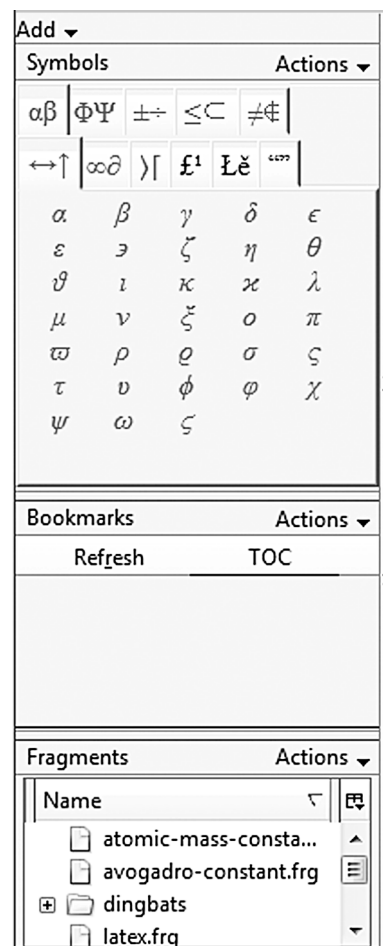 Add
Symbols Actions
αβ ΦΨ ±÷ ≤⊂ ≠⋬
↔↑ ∞∂ ⟩⌈ £¹ Łě “”
α β γ δ ϵ
ε э ζ η θ
ϑ ι κ ϰ λ
μ ν ξ ο π
ϖ ρ ϱ σ ς
τ υ ϕ φ χ
ψ ω ς
Bookmarks Actions
Refresh TOC
Fragments Actions
Name
atomic-mass-consta...
avogadro-constant.frg
dingbats
latex.frg